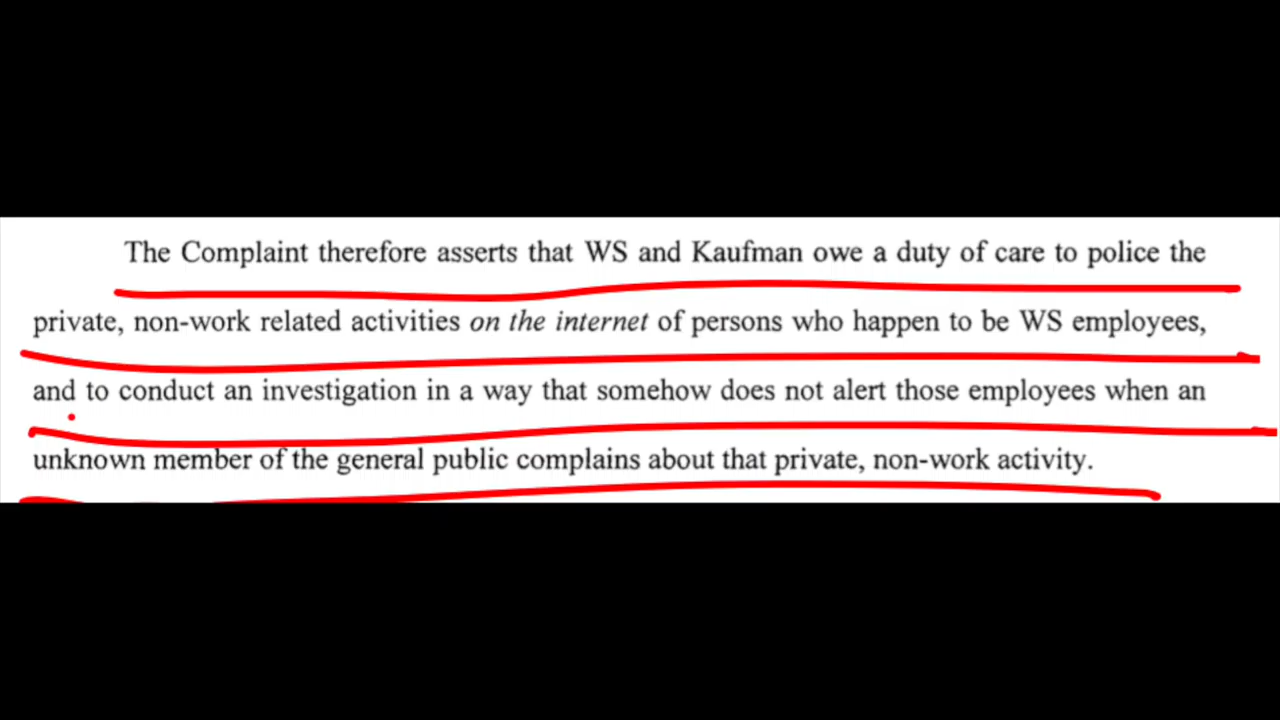 The Complaint therefore asserts that WS and Kaufman owe a duty of care to police the
private, non-work related activities on the internet of persons who happen to be WS employees,
and to conduct an investigation in a way that somehow does not alert those employees when an
unknown member of the general public complains about that private, non-work activity.